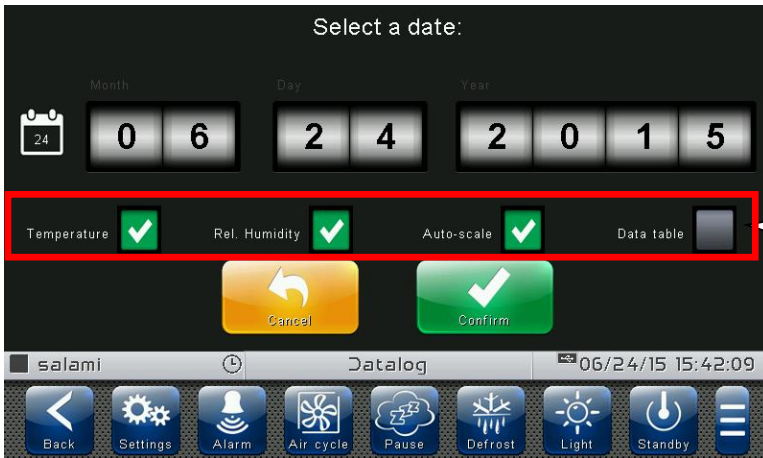 Select a date:
Month Day Year
24 0 6 2 4 2 0 1 5
Temperature Rel. Humidity Auto-scale Data table
Cancel Confirm
salami Datalog 06/24/15 15:42:09
Back Settings Alarm Air cycle Pause Defrost Light Standby